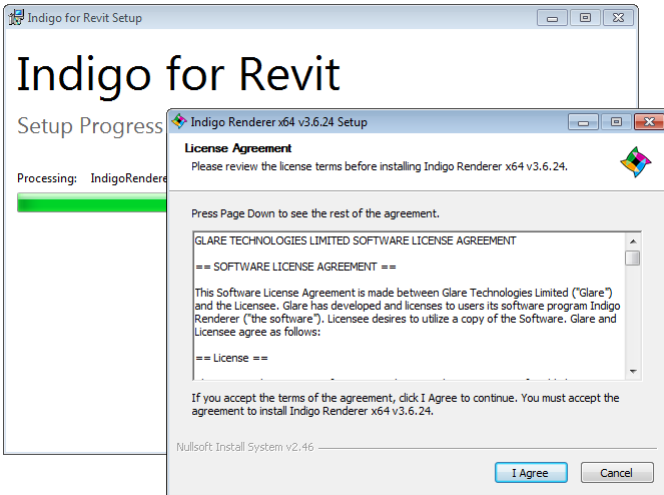 Indigo for Revit Setup
Indigo for Revit
Setup Progress
Processing: IndigoRendere
Indigo Renderer x64 v3.6.24 Setup
License Agreement
Please review the license terms before installing Indigo Renderer x64 v3.6.24.
Press Page Down to see the rest of the agreement.
GLARE TECHNOLOGIES LIMITED SOFTWARE LICENSE AGREEMENT
== SOFTWARE LICENSE AGREEMENT ==
This Software License Agreement is made between Glare Technologies Limited ("Glare")
and the Licensee. Glare has developed and licenses to users its software program Indigo
Renderer ("the software"). Licensee desires to utilize a copy of the Software. Glare and
Licensee agree as follows:
== License ==
If you accept the terms of the agreement, click I Agree to continue. You must accept the
agreement to install Indigo Renderer x64 v3.6.24.
Nullsoft Install System v2.46
I Agree Cancel